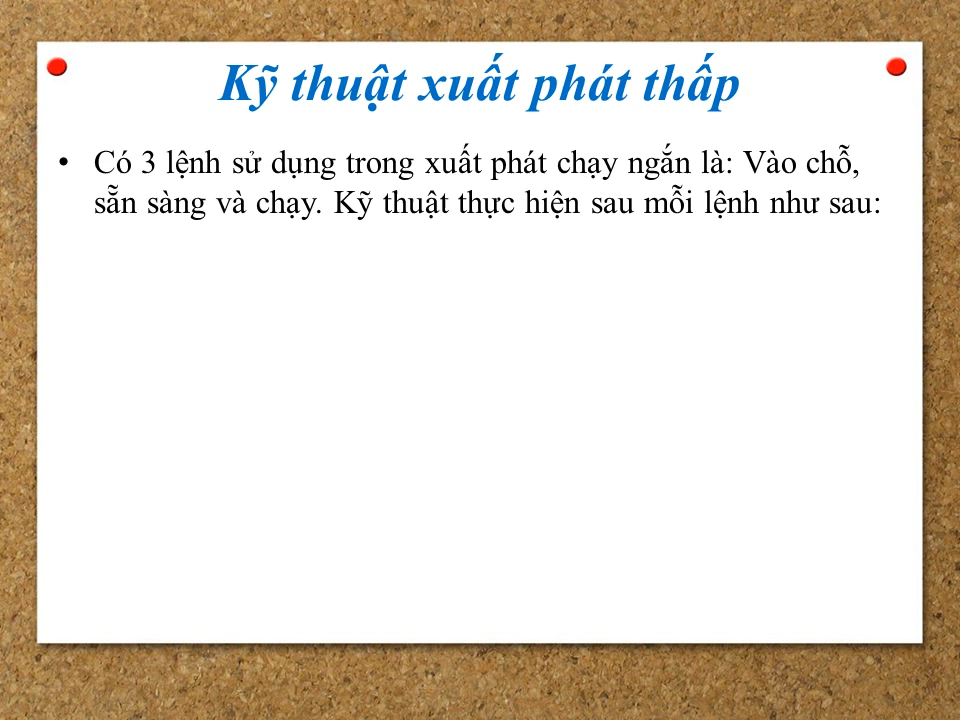 Kỹ thuật xuất phát thấp
• Có 3 lệnh sử dụng trong xuất phát chạy ngắn là: Vào chỗ,
sẵn sàng và chạy. Kỹ thuật thực hiện sau mỗi lệnh như sau: